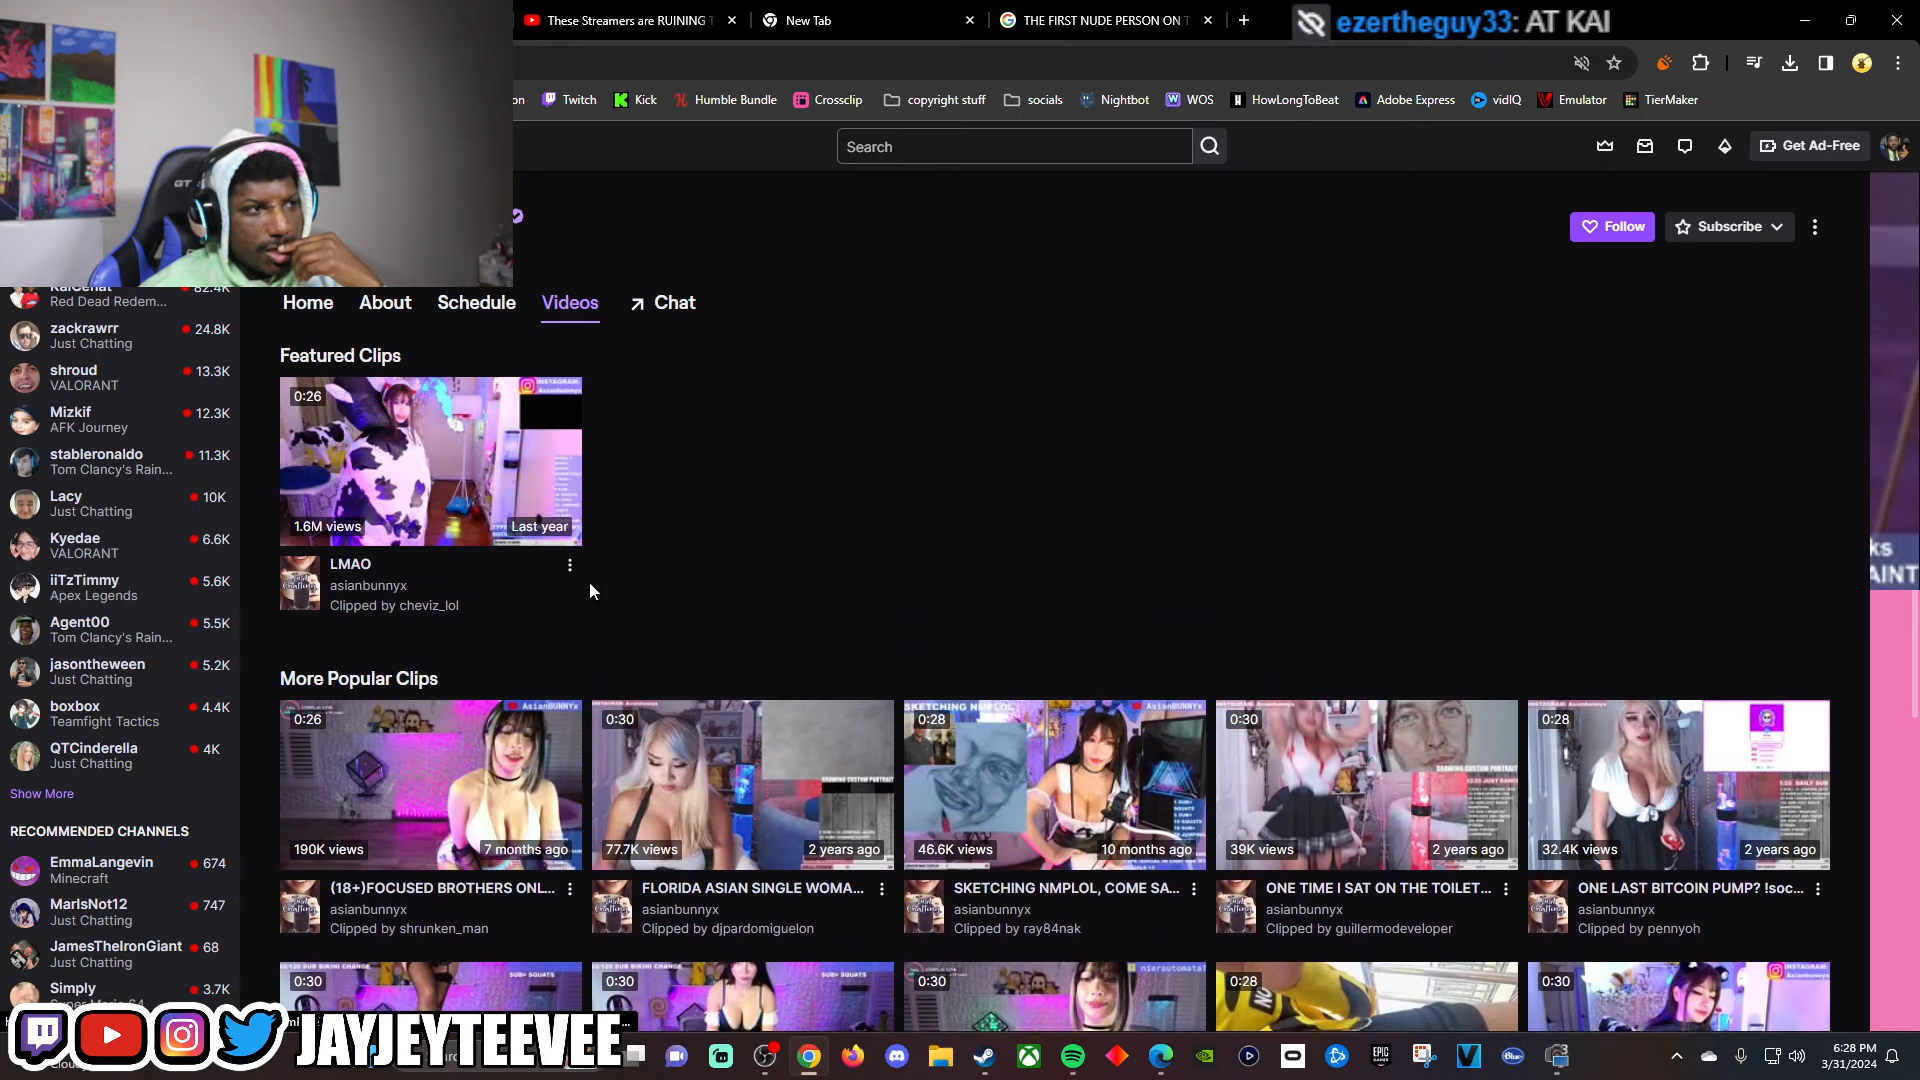 These Streamers are RUINING T
New Tab
THE FIRST NUDE PERSON ON T
ezertheguy33: AT KAI
on
Twitch
Kick
Humble Bundle
Crossclip
copyright stuff
socials
Nightbot
WOS
HowLongToBeat
Adobe Express
vidIQ
Emulator
TierMaker
Search
Get Ad-Free
Follow
Subscribe
Home
About
Schedule
Videos
Chat
82.4K
Red Dead Redem...
zackrawrr
24.8K
Just Chatting
shroud
13.3K
VALORANT
Mizkif
12.3K
AFK Journey
stableronaldo
11.3K
Tom Clancy's Rain...
Lacy
10K
Just Chatting
Kyedae
6.6K
VALORANT
iiTzTimmy
5.6K
Apex Legends
Agent00
5.5K
Tom Clancy's Rain...
jasontheween
5.2K
Just Chatting
boxbox
4.4K
Teamfight Tactics
QTCinderella
4K
Just Chatting
Show More
RECOMMENDED CHANNELS
EmmaLangevin
674
Minecraft
MarlsNot12
747
Just Chatting
JamesTheIronGiant
68
Just Chatting
Simply
3.7K
Featured Clips
0:26
1.6M views
Last year
LMAO
asianbunnyx
Clipped by cheviz_lol
More Popular Clips
0:26
190K views
7 months ago
(18+)FOCUSED BROTHERS ONL...
asianbunnyx
Clipped by shrunken_man
0:30
77.7K views
2 years ago
FLORIDA ASIAN SINGLE WOMA...
asianbunnyx
Clipped by djpardomiguelon
SKETCHING NMPLOL
0:28
46.6K views
10 months ago
SKETCHING NMPLOL, COME SA...
asianbunnyx
Clipped by ray84nak
0:30
39K views
2 years ago
ONE TIME I SAT ON THE TOILET...
asianbunnyx
Clipped by guillermodeveloper
0:28
32.4K views
2 years ago
ONE LAST BITCOIN PUMP? !soc...
asianbunnyx
Clipped by pennyoh
0:30
0:30
0:30
0:28
0:30
JAYJEYTEEVEE
6:28 PM
3/31/2024